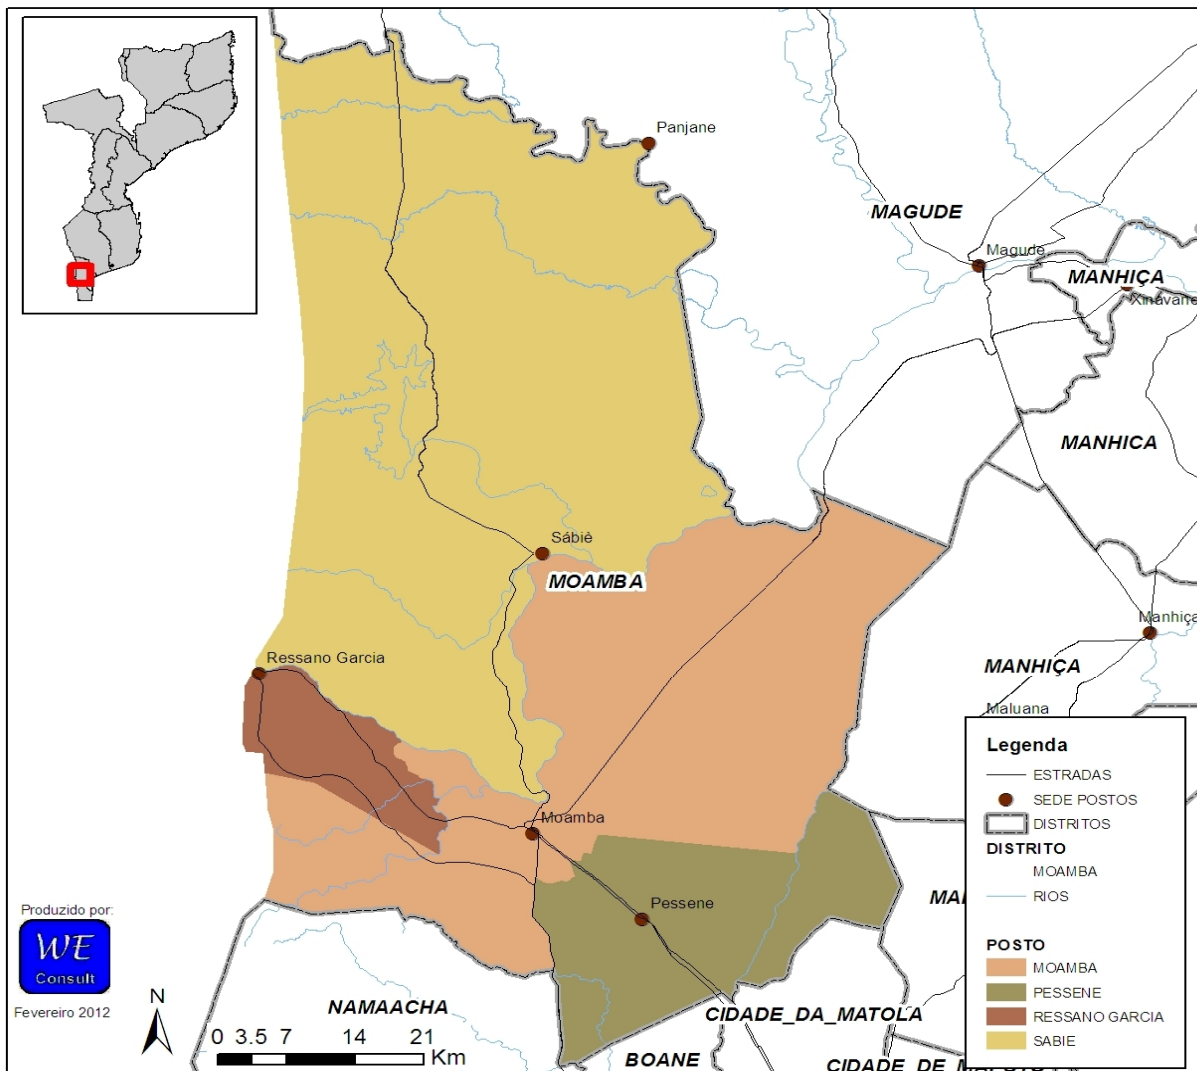 Panjane
MAGUDE
Magude
MANHIÇA
Xinavane
MANHICA
Sábiè
MOAMBA
Manhiça
Ressano Garcia
MANHIÇA
Maluana
Moamba
Pessene
NAMAACHA
CIDADE_DA_MATOLA
BOANE
Legenda
ESTRADAS
SEDE POSTOS
DISTRITOS
DISTRITO
MOAMBA
RIOS
POSTO
MOAMBA
PESSENE
RESSANO GARCIA
SABIE
Produzido por:
WE
Consult
Fevereiro 2012
N
0 3.5 7 14 21
Km